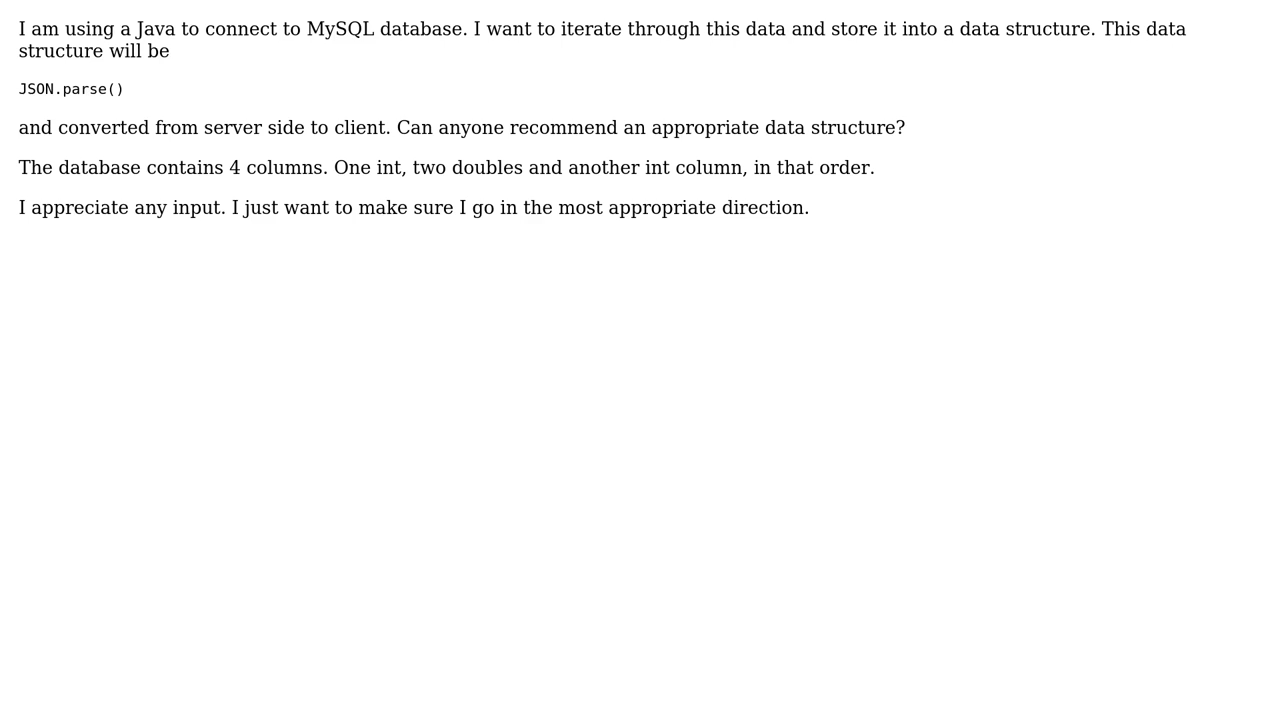 I am using a Java to connect to MySQL database. I want to iterate through this data and store it into a data structure. This data
structure will be
JSON.parse()
and converted from server side to client. Can anyone recommend an appropriate data structure?
The database contains 4 columns. One int, two doubles and another int column, in that order.
I appreciate any input. I just want to make sure I go in the most appropriate direction.